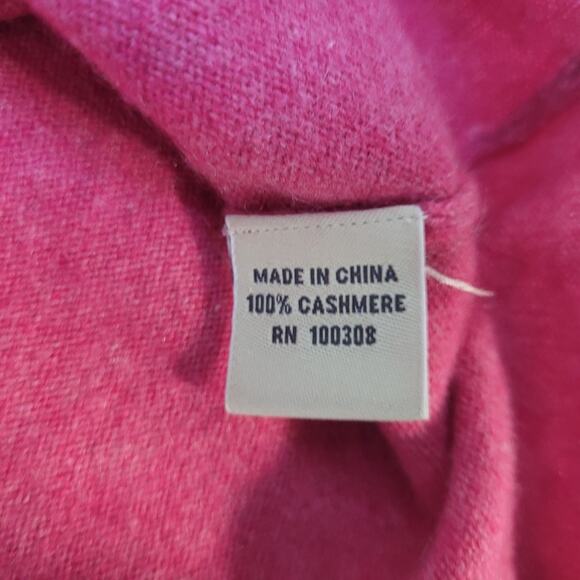 MADE IN CHINA
100% CASHMERE
RN 100308